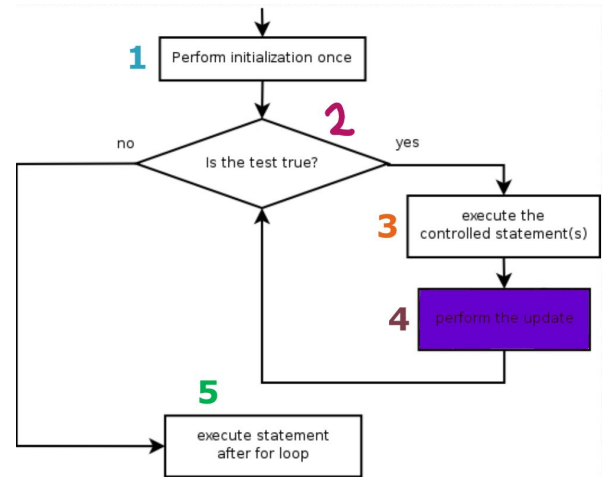 1
Perform initialization once
2
no
yes
Is the test true?
3
execute the
controlled statement(s)
4
perform the update
5
execute statement
after for loop